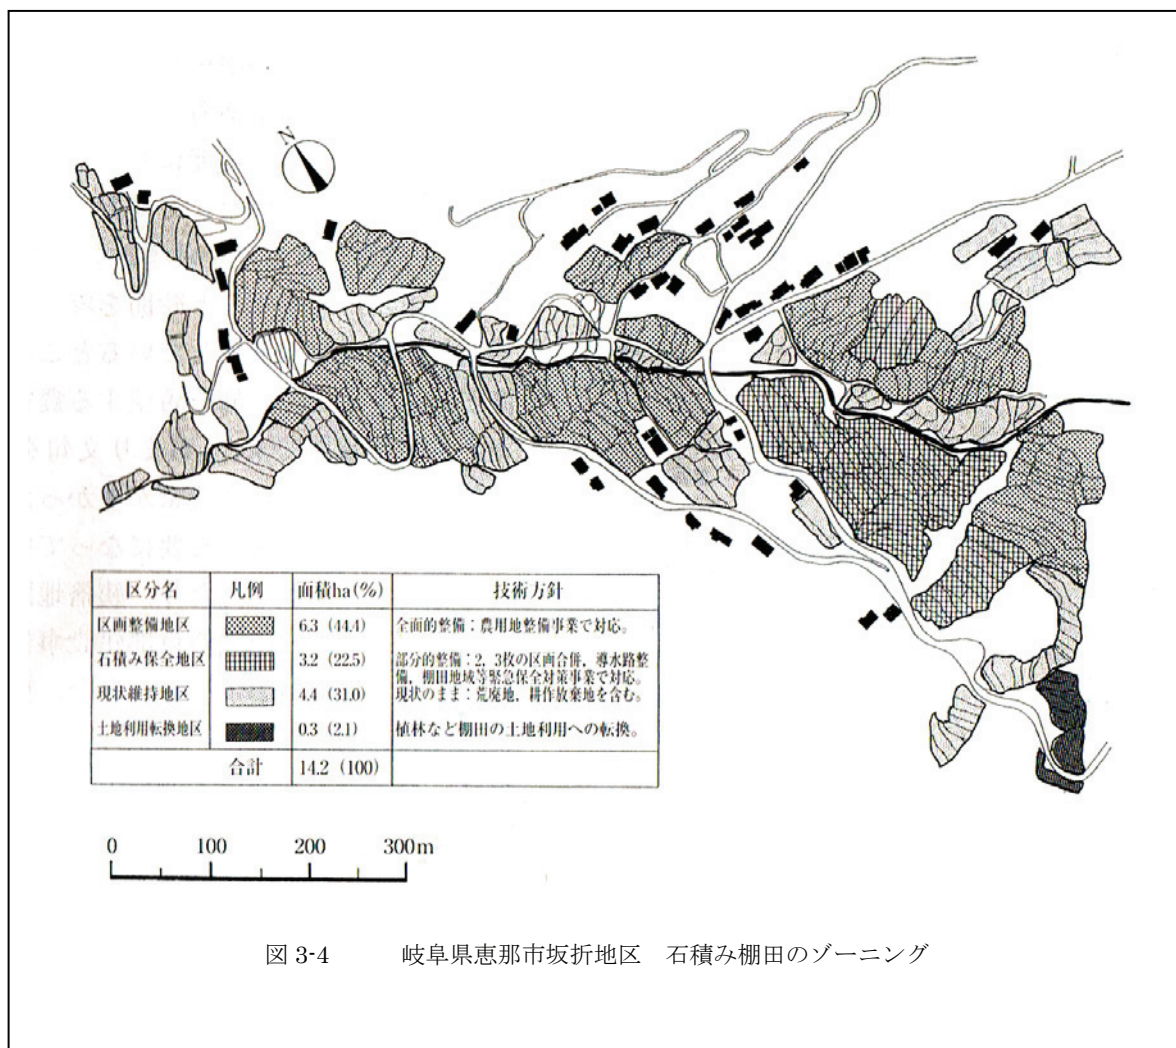 N
区分名 凡例 面積ha(%) 技術方針
区画整備地区 6.3 (44.4) 全面的整備:農用地整備事業で対応。
石積み保全地区 3.2 (22.5) 部分的整備:2,3枚の区画合併,導水路整
備,棚田地域等緊急保全対策事業で対応。
現状維持地区 4.4 (31.0) 現状のまま:荒廃地,耕作放棄地を含む。
土地利用転換地区 0.3 (2.1) 植林など棚田の土地利用への転換。
合計 14.2 (100)
0 100 200 300m
図 3-4 岐阜県恵那市坂折地区 石積み棚田のゾーニング